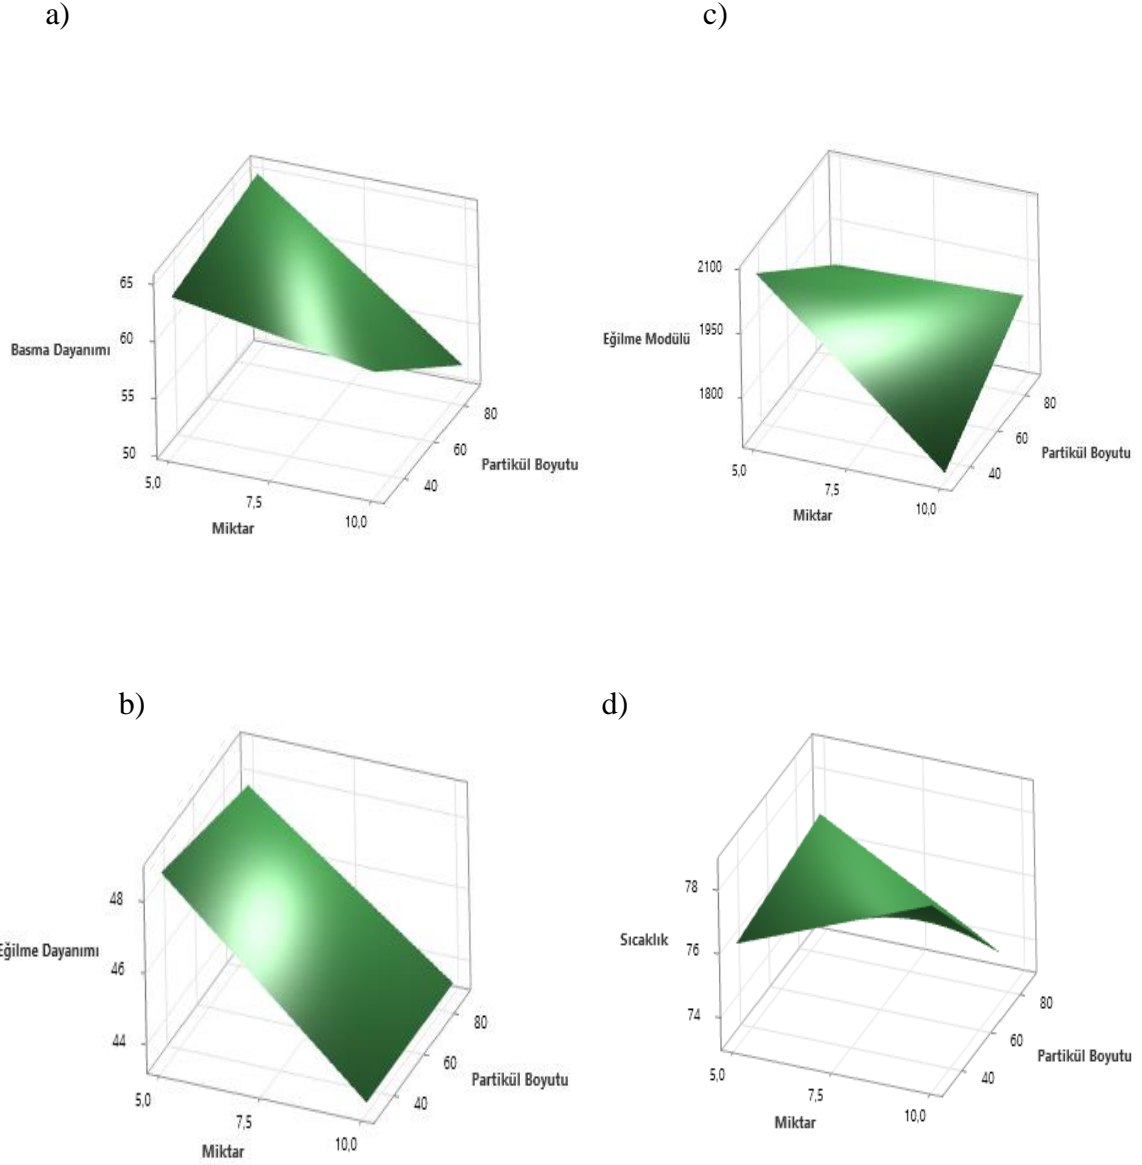 a)
65
60
Basma Dayanımı
55
50
80
60
Partikül Boyutu
40
5,0
7,5
10,0
Miktar
c)
2100
1950
Eğilme Modülü
1800
80
60
Partikül Boyutu
40
5,0
7,5
10,0
Miktar
b)
48
Eğilme Dayanımı
46
44
80
60
Partikül Boyutu
40
5,0
7,5
10,0
Miktar
d)
78
Sıcaklık
76
74
80
60
Partikül Boyutu
40
5,0
7,5
10,0
Miktar